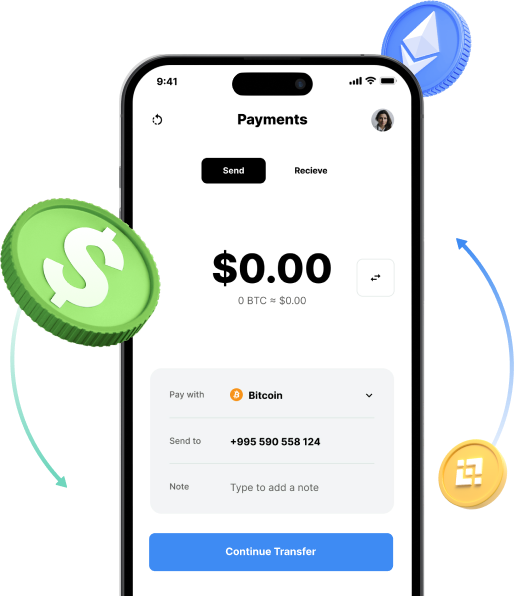 9:41
Payments
Send
Recieve
$0.00
0 BTC ≈ $0.00
Pay with
Bitcoin
Send to
+995 590 558 124
Note
Type to add a note
Continue Transfer
$